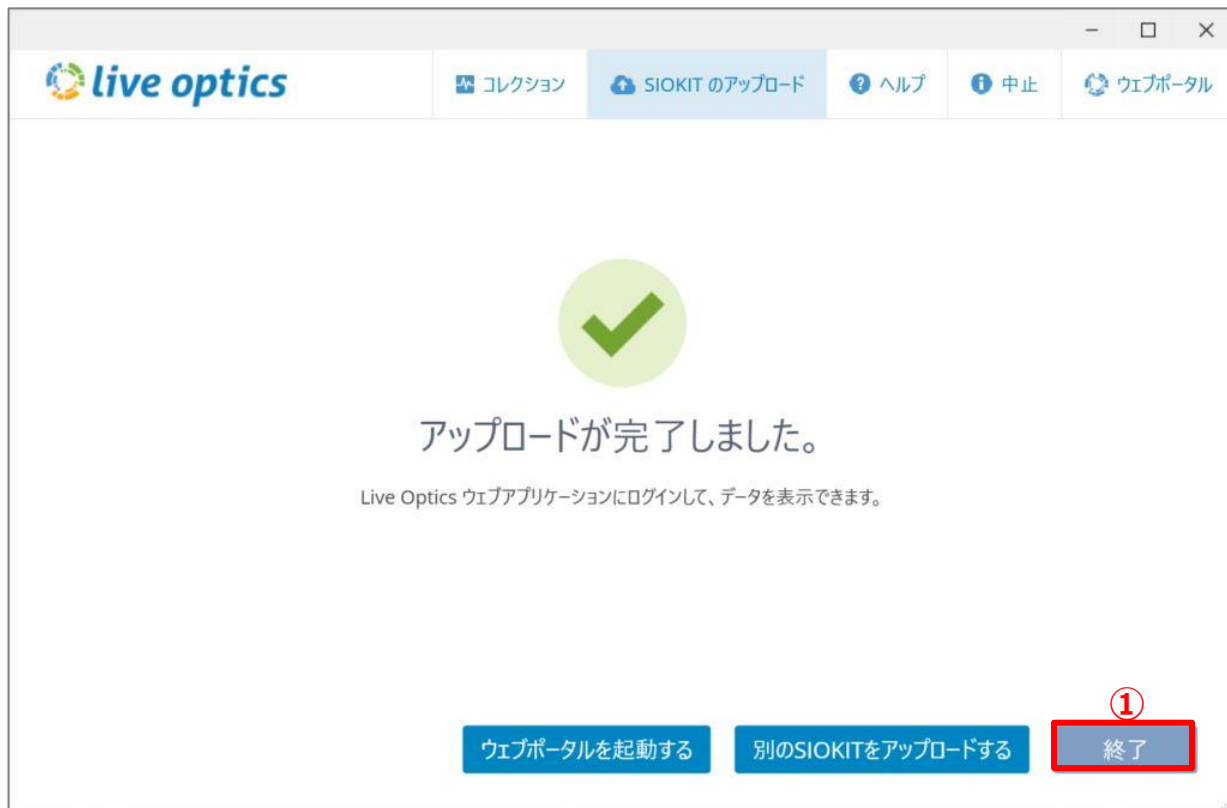 live optics
コレクション
SIOKIT のアップロード
ヘルプ
中止
ウェブポータル
アップロードが完了しました。
Live Optics ウェブアプリケーションにログインして、データを表示できます。
①
ウェブポータルを起動する
別のSIOKITをアップロードする
終了